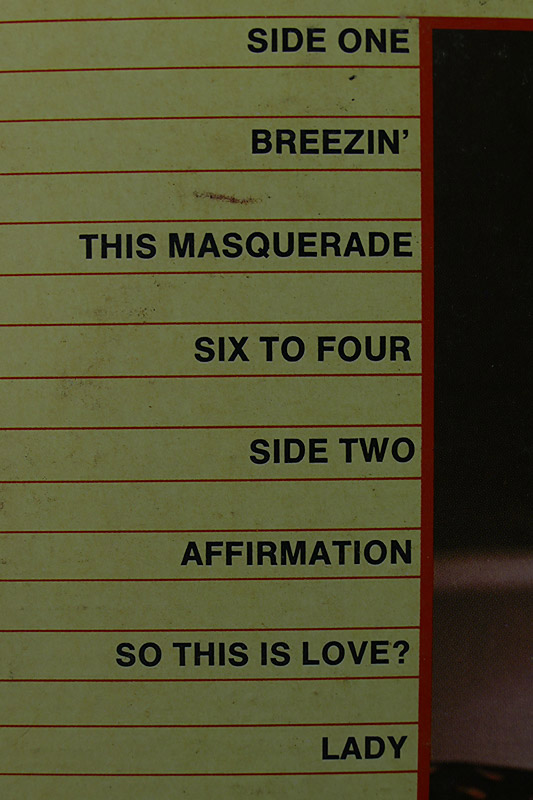 SIDE ONE
BREEZIN'
THIS MASQUERADE
SIX TO FOUR
SIDE TWO
AFFIRMATION
SO THIS IS LOVE?
LADY